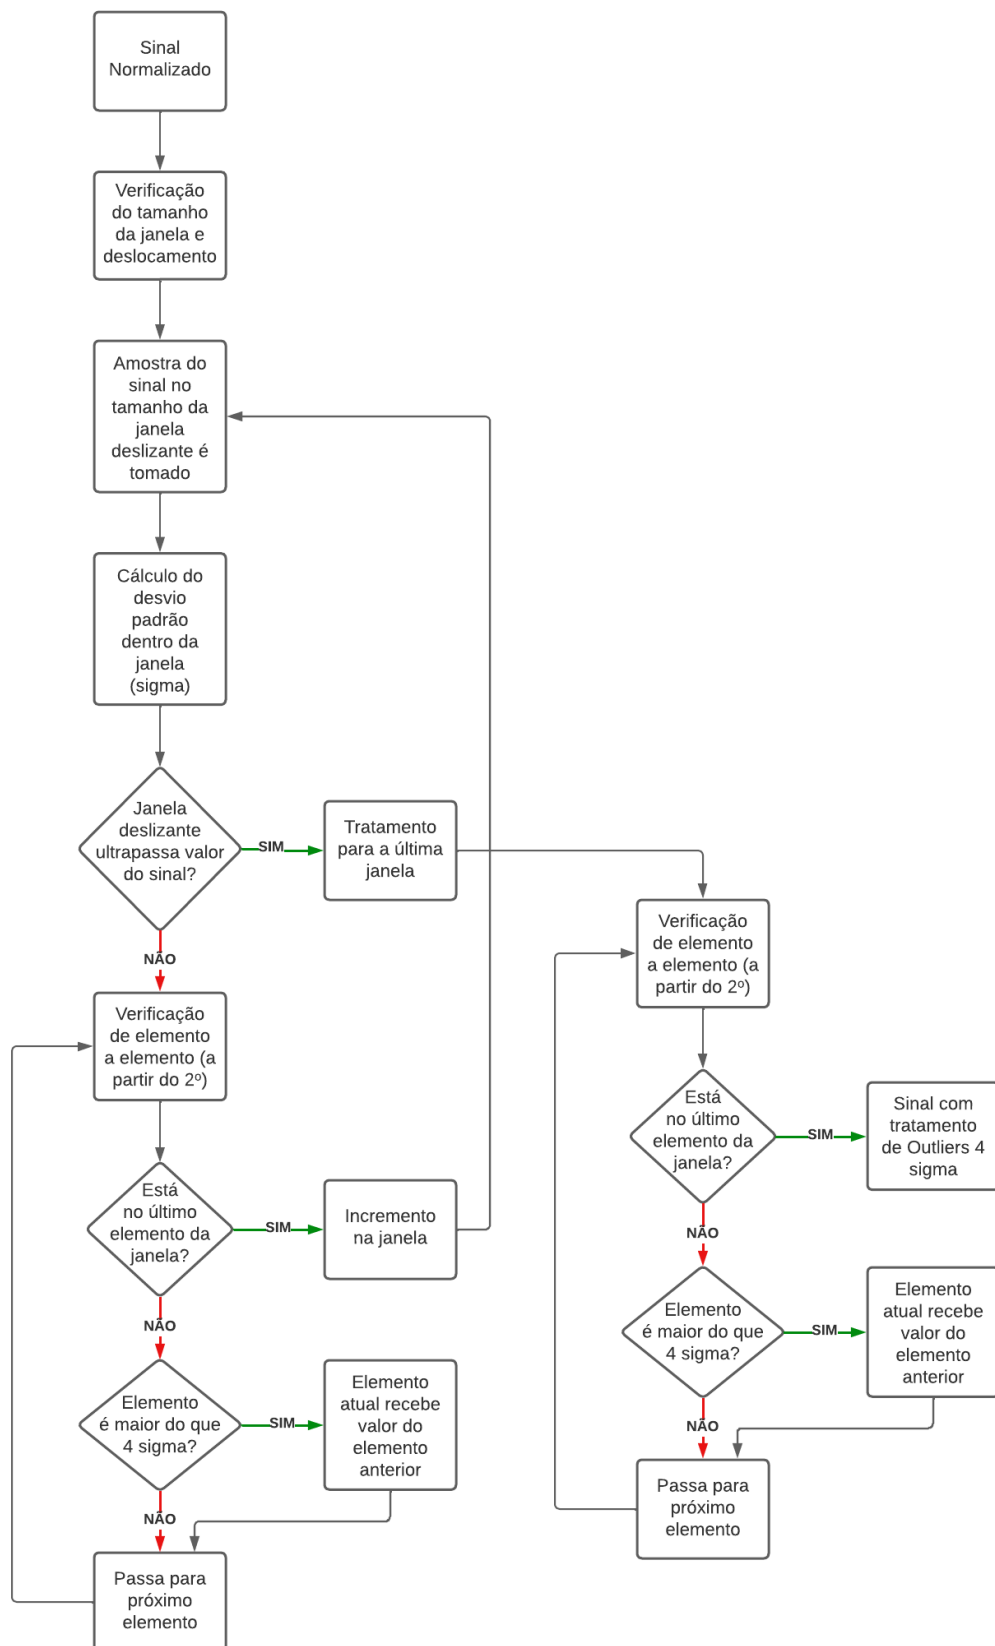 Sinal
Normalizado
Verificação
do tamanho
da janela e
deslocamento
Amostra do
sinal no
tamanho da
janela
deslizante é
tomado
Cálculo do
desvio
padrão
dentro da
janela
(sigma)
Janela
deslizante
ultrapassa valor
do sinal?
SIM
Tratamento
para a última
janela
NÃO
Verificação
de elemento
a elemento (a
partir do 2º)
Está
no último
elemento da
janela?
SIM
Incremento
na janela
NÃO
Elemento
é maior do que
4 sigma?
SIM
Elemento
atual recebe
valor do
elemento
anterior
NÃO
Passa para
próximo
elemento
Verificação
de elemento
a elemento (a
partir do 2º)
Está
no último
elemento da
janela?
SIM
Sinal com
tratamento
de Outliers 4
sigma
NÃO
Elemento
é maior do que
4 sigma?
SIM
Elemento
atual recebe
valor do
elemento
anterior
NÃO
Passa para
próximo
elemento